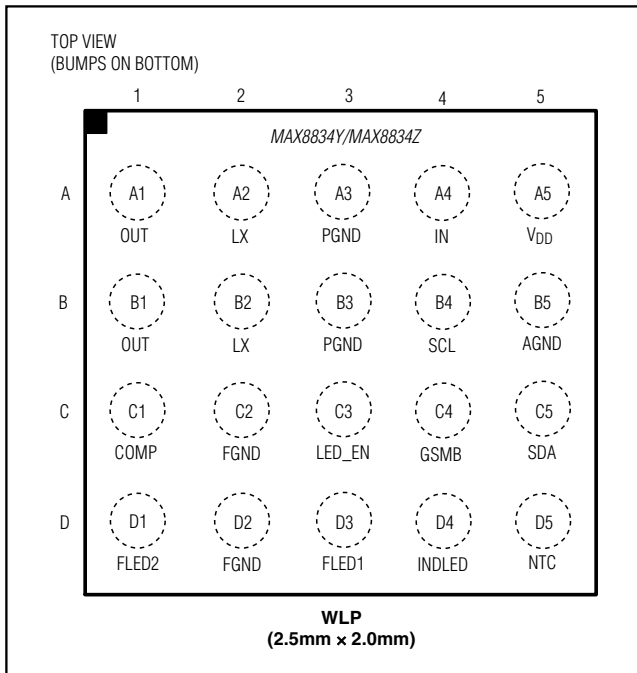 TOP VIEW
(BUMPS ON BOTTOM)
1 2 3 4 5
MAX8834Y/MAX8834Z
A A1 A2 A3 A4 A5
OUT LX PGND IN VDD
B B1 B2 B3 B4 B5
OUT LX PGND SCL AGND
C C1 C2 C3 C4 C5
COMP FGND LED_EN GSMB SDA
D D1 D2 D3 D4 D5
FLED2 FGND FLED1 INDLED NTC
WLP
(2.5mm × 2.0mm)